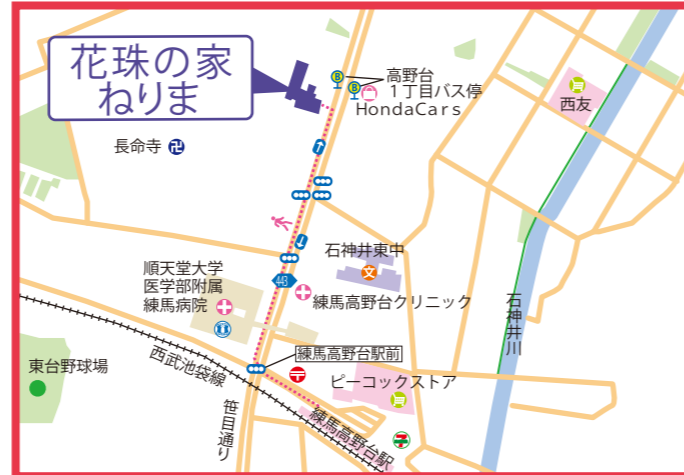 花珠の家
ねりま
B
B
高野台
1丁目バス停
HondaCars
西友
長命寺
卍
石神井東中
文
順天堂大学
医学部附属
練馬病院
443
練馬高野台クリニック
石神井川
練馬高野台駅前
東台野球場
西武池袋線
ピーコックストア
笹目通り
練馬高野台駅
7